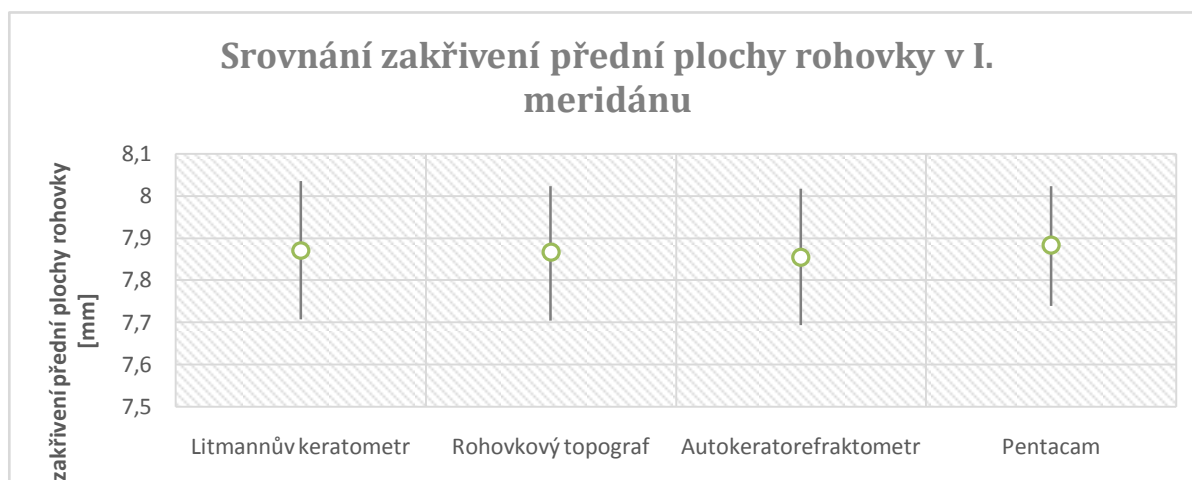 Srovnání zakřivení přední plochy rohovky v I.
meridánu
zakřivení přední plochy rohovky
[mm]
8,1
8
7,9
7,8
7,7
7,6
7,5
Litmannův keratometr
Rohovkový topograf
Autokeratorefraktometr
Pentacam